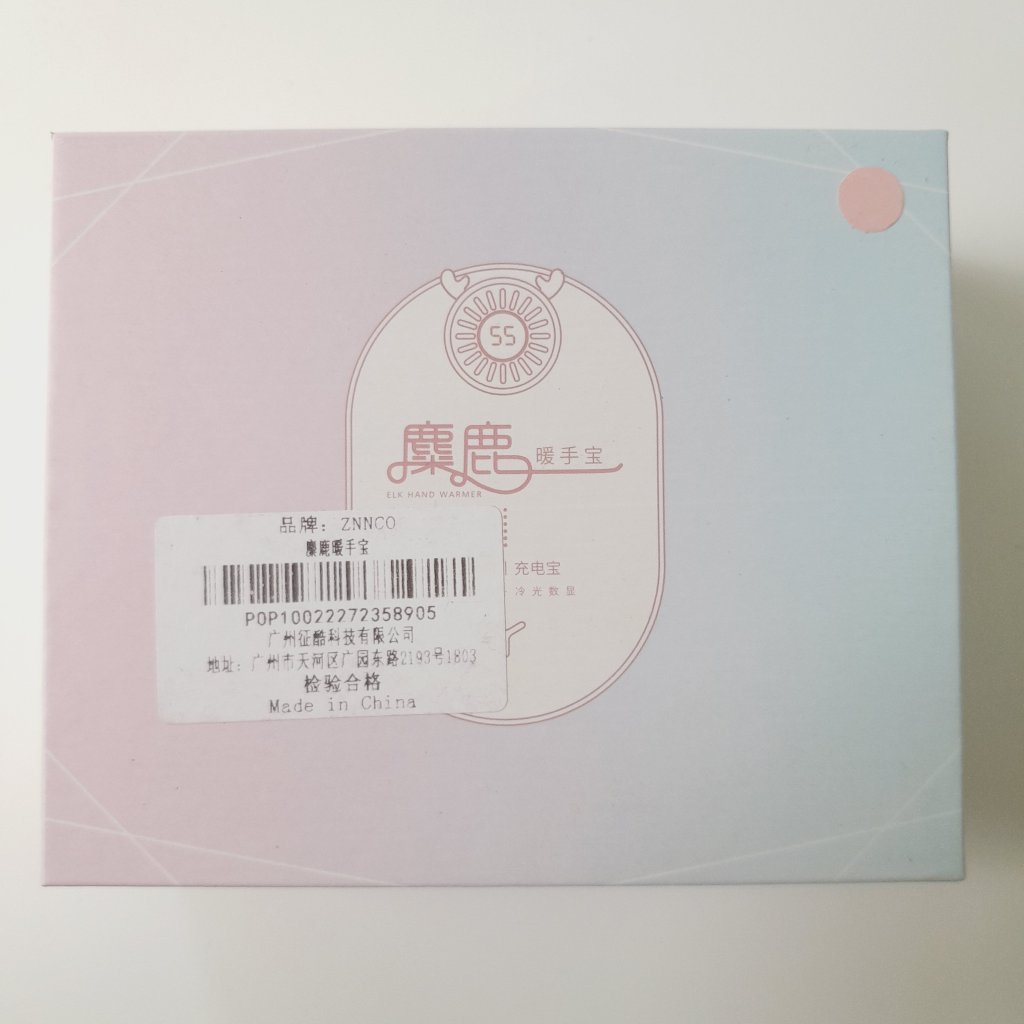 55
麋鹿 暖手宝
ELK HAND WARMER
充电宝
冷光数显
品牌: ZNNCO
麋鹿暖手宝
POP10022272358905
广州征酷科技有限公司
地址: 广州市天河区广园东路2193号1803
检验合格
Made in China